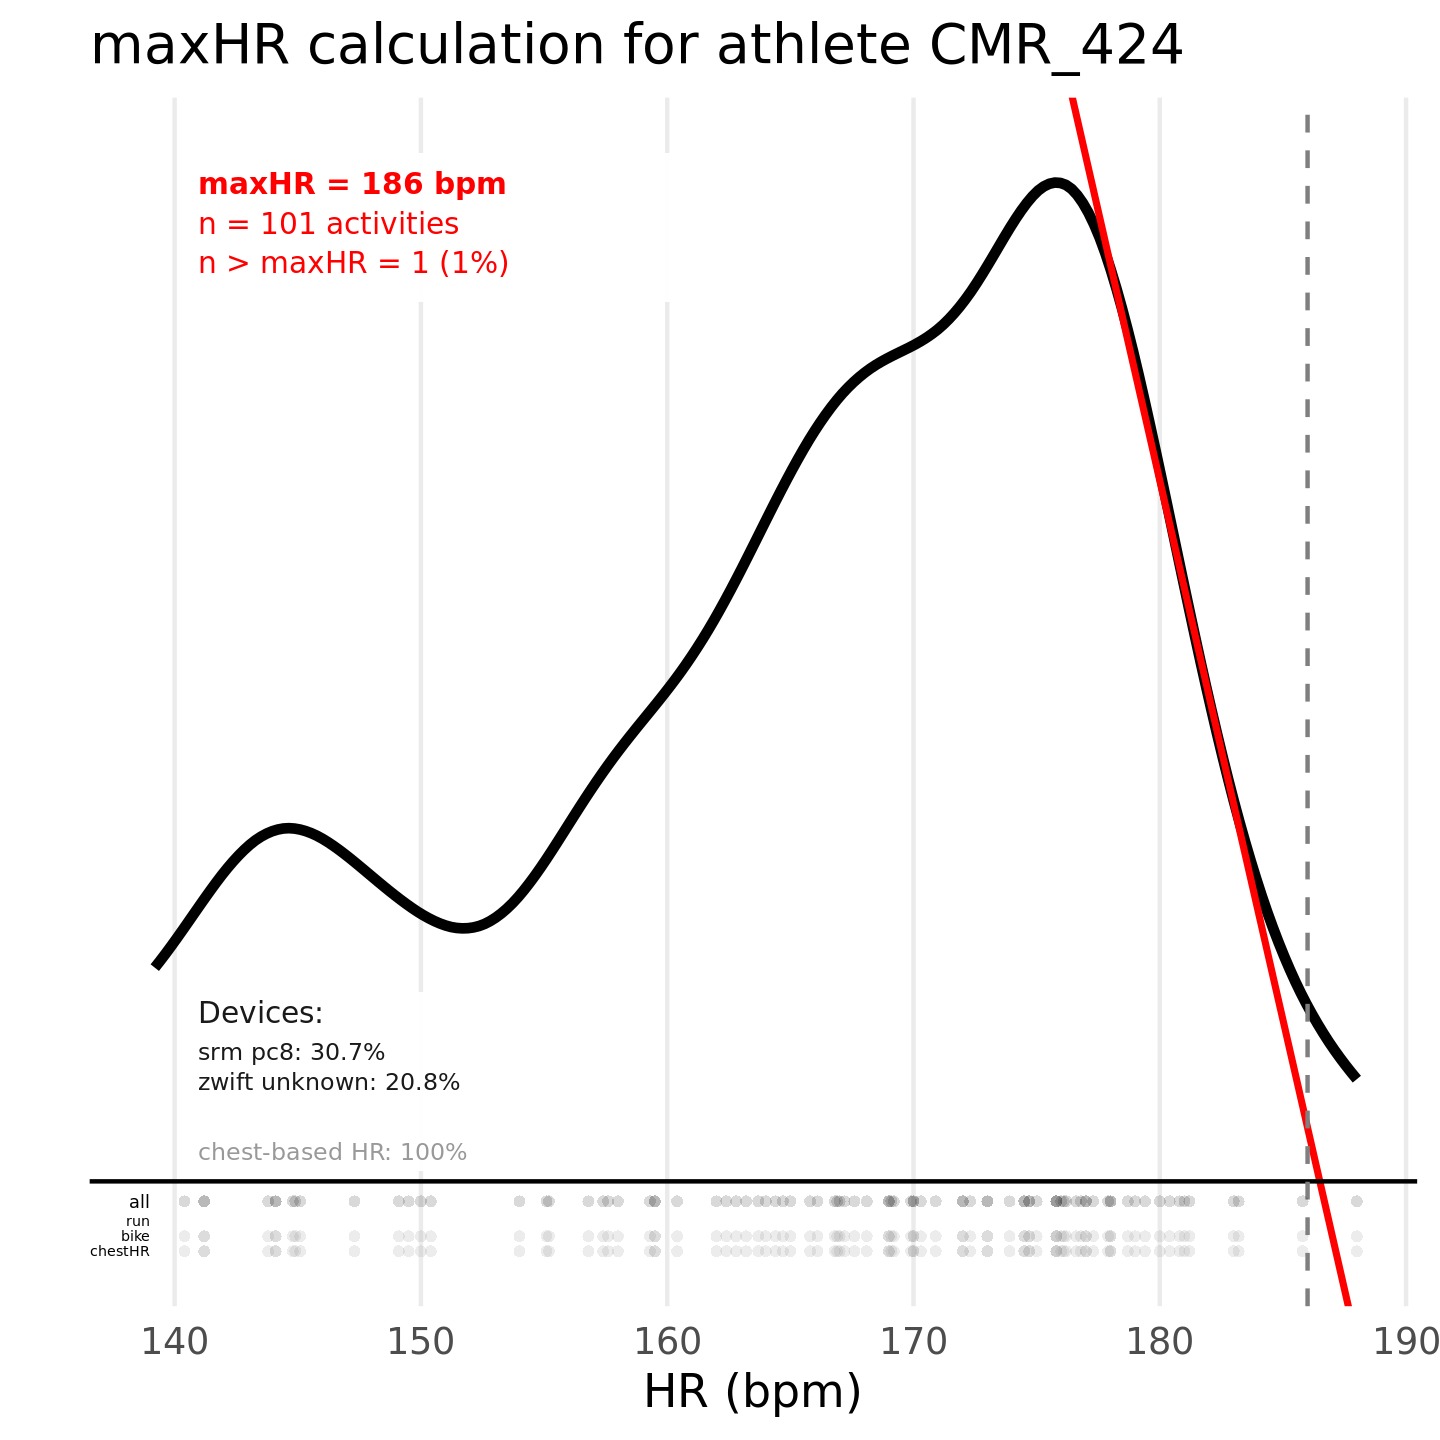 maxHR calculation for athlete CMR_424
maxHR = 186 bpm
n = 101 activities
n > maxHR = 1 (1%)
Devices:
srm pc8: 30.7%
zwift unknown: 20.8%
chest-based HR: 100%
all
run
bike
chestHR
140 150 160 170 180 190
HR (bpm)